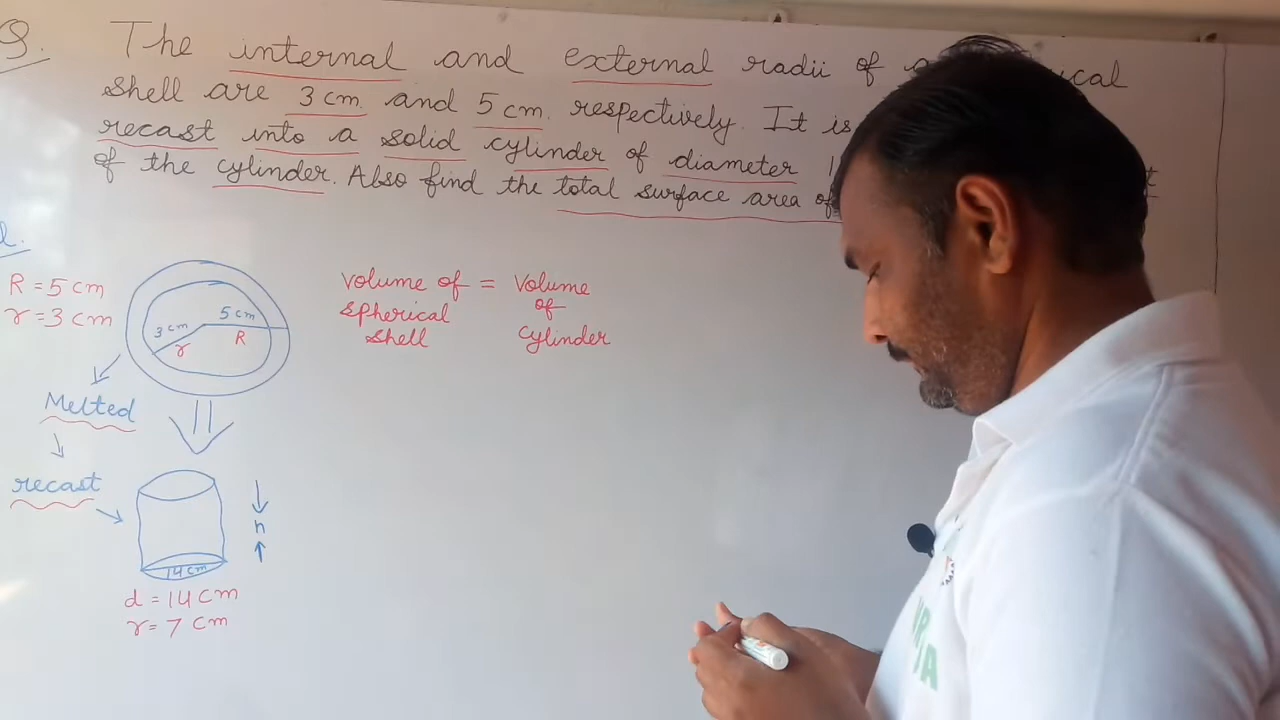 Q. The internal and external radii of a ical
shell are 3 cm. and 5 cm. respectively. It is
recast into a solid cylinder of diameter 1
of the cylinder. Also find the total surface area of
R = 5 cm
r = 3 cm
3 cm
5 cm
r
R
Melted
recast
h
14 cm
d = 14 cm
r = 7 cm
volume of = Volume
spherical of
shell cylinder